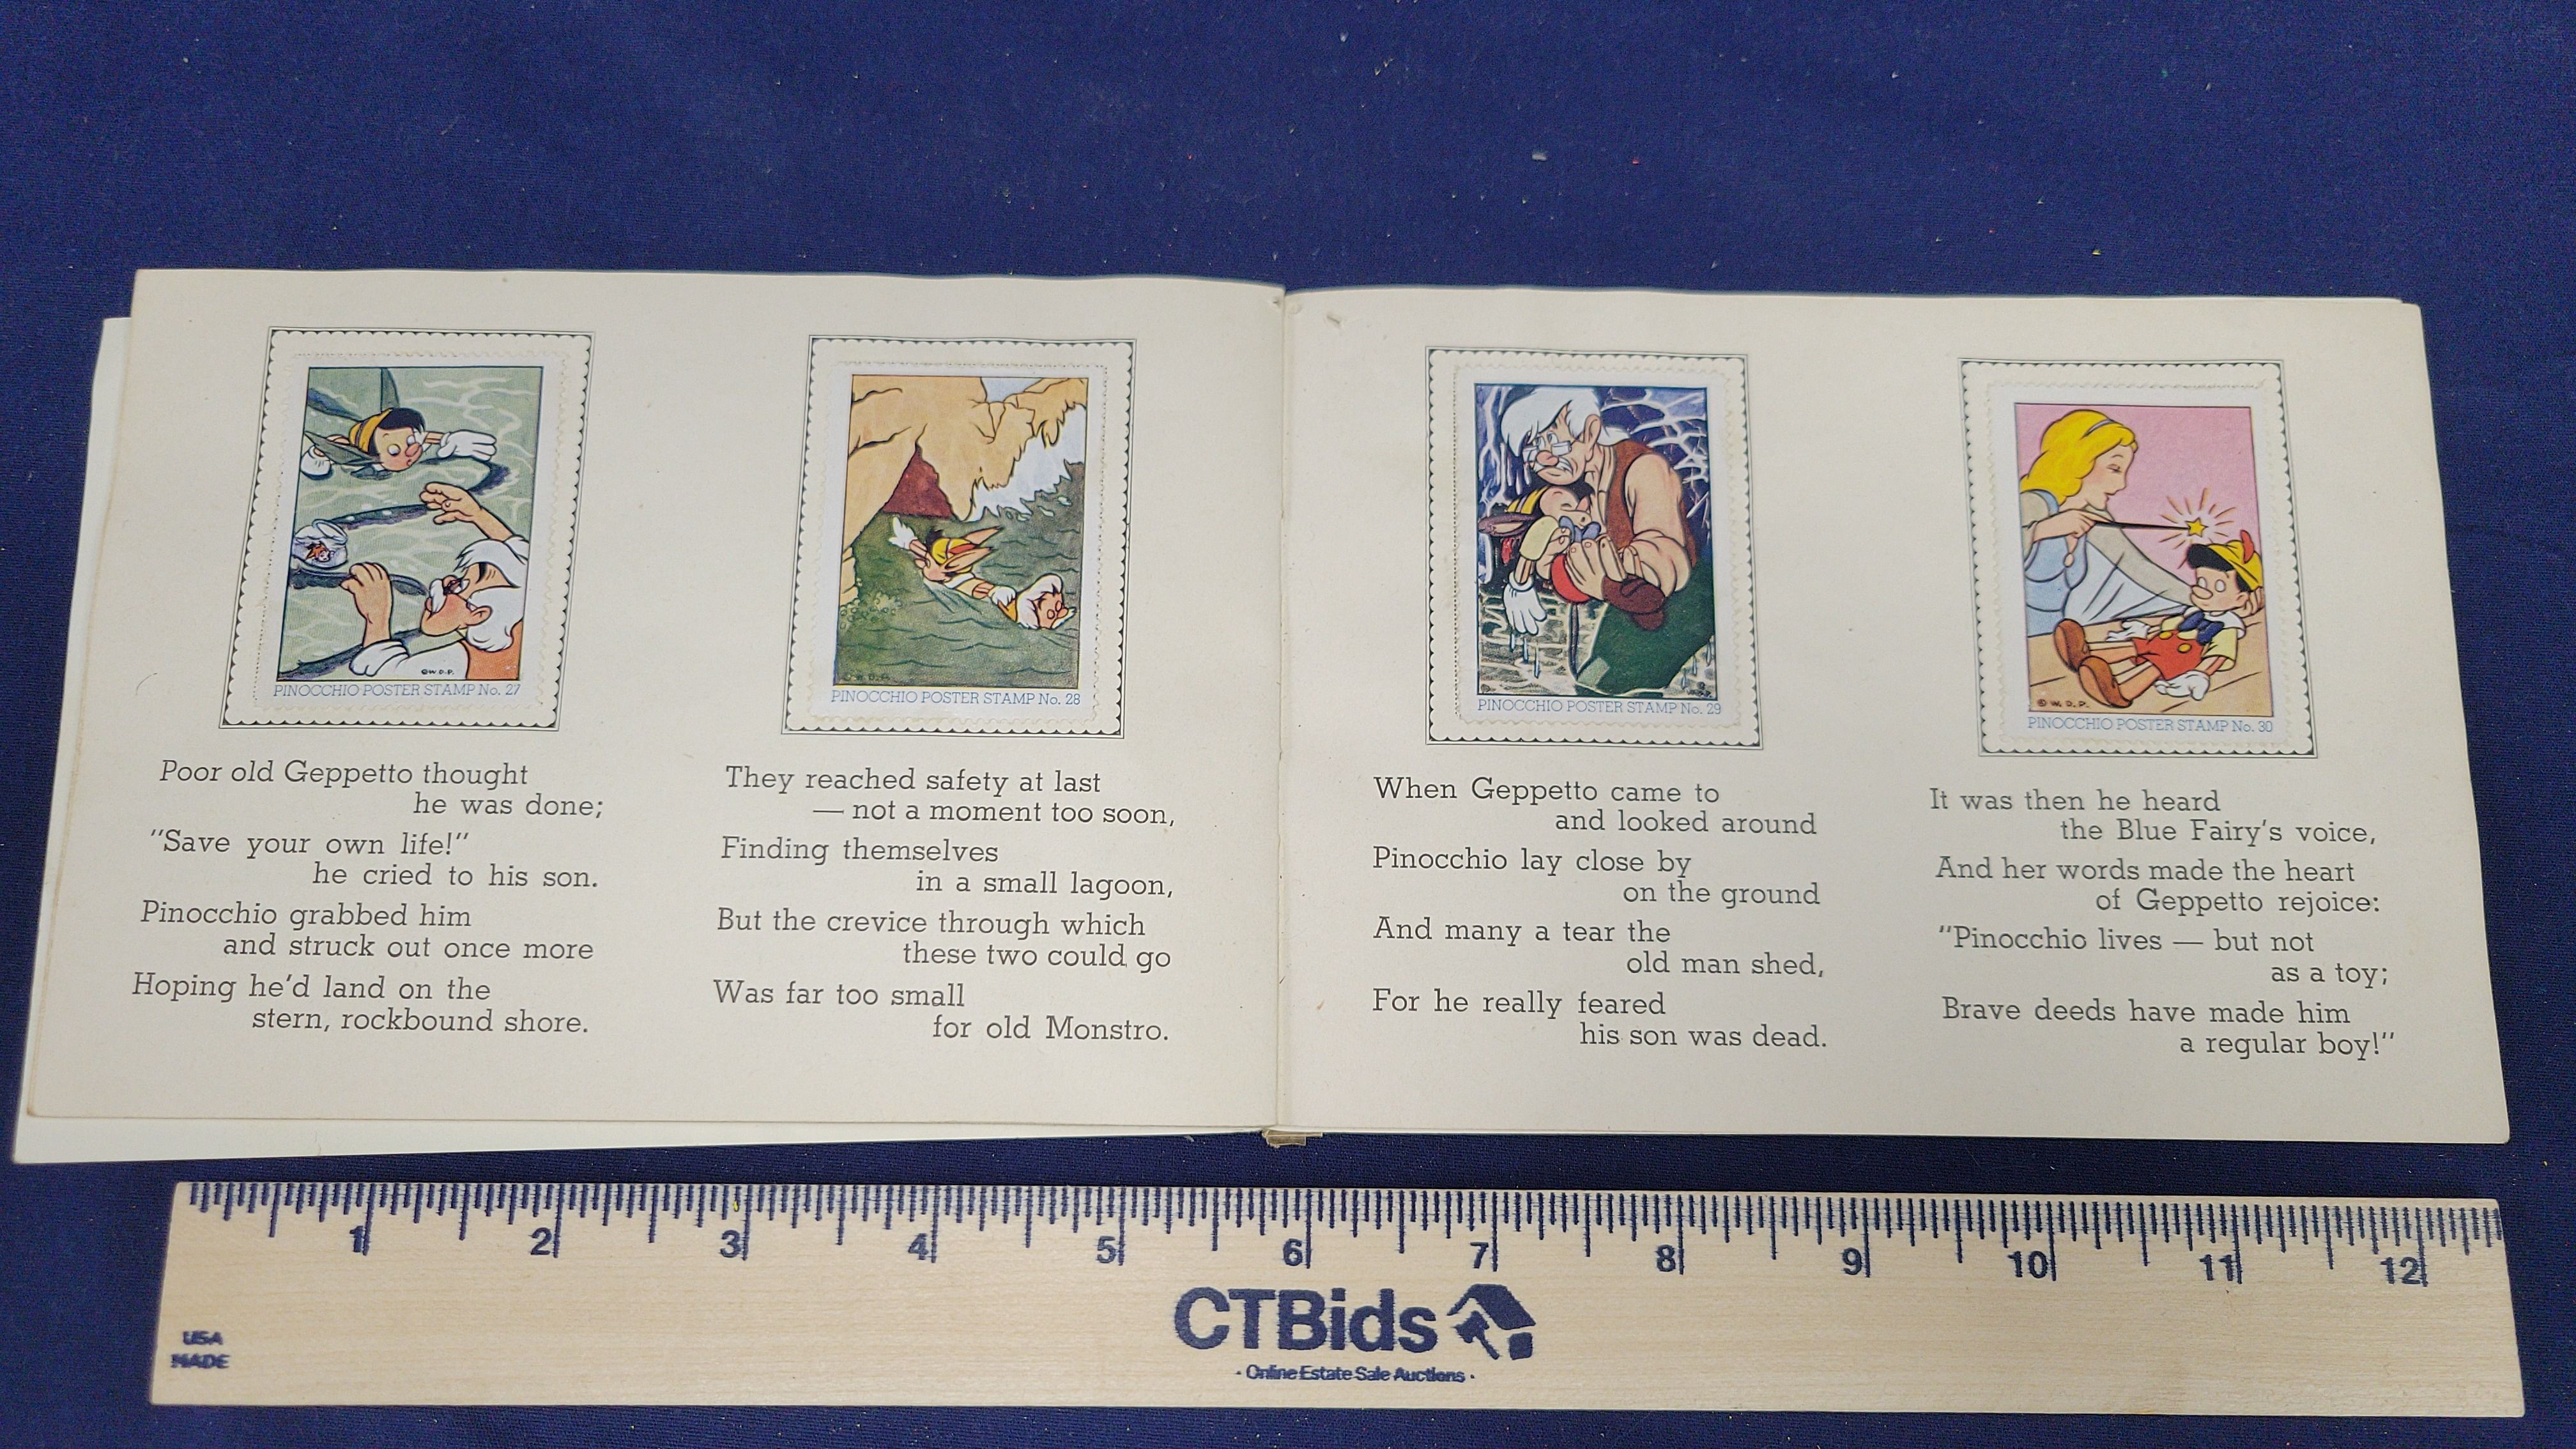 PINOCCHIO POSTER STAMP No. 27
Poor old Geppetto thought
he was done;
"Save your own life!"
he cried to his son.
Pinocchio grabbed him
and struck out once more
Hoping he'd land on the
stern, rockbound shore.
PINOCCHIO POSTER STAMP No. 28
They reached safety at last
— not a moment too soon,
Finding themselves
in a small lagoon,
But the crevice through which
these two could go
Was far too small
for old Monstro.
PINOCCHIO POSTER STAMP No. 29
When Geppetto came to
and looked around
Pinocchio lay close by
on the ground
And many a tear the
old man shed,
For he really feared
his son was dead.
© W. D. P.
PINOCCHIO POSTER STAMP No. 30
It was then he heard
the Blue Fairy's voice,
And her words made the heart
of Geppetto rejoice:
"Pinocchio lives — but not
as a toy;
Brave deeds have made him
a regular boy!"
1 2 3 4 5 6 7 8 9 10 11 12
USA
MADE
CTBids
· Online Estate Sale Auctions ·